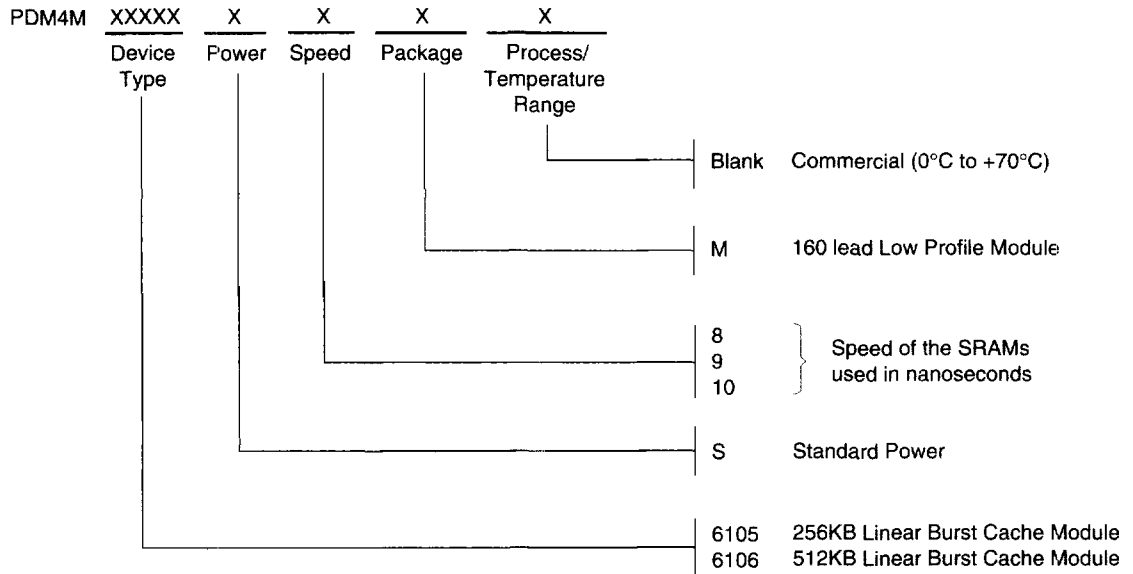 PDM4M XXXXX X X X X
Device Type Power Speed Package Process/ Temperature Range
Blank Commercial (0°C to +70°C)
M 160 lead Low Profile Module
8
9
10
Speed of the SRAMs
used in nanoseconds
S Standard Power
6105 256KB Linear Burst Cache Module
6106 512KB Linear Burst Cache Module